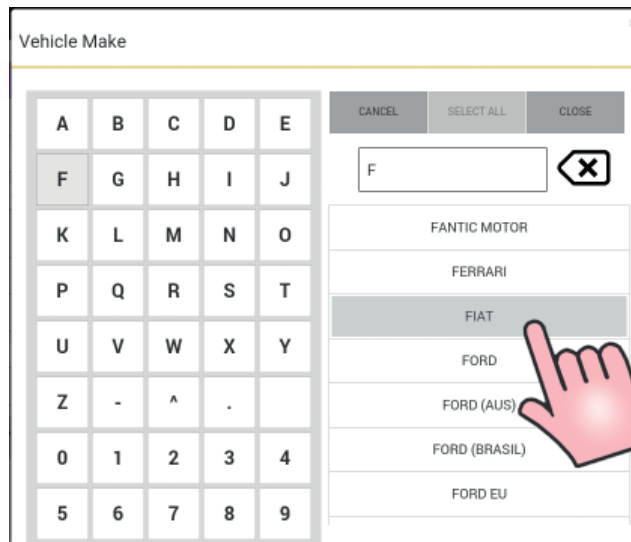 Vehicle Make
A B C D E
F G H I J
K L M N O
P Q R S T
U V W X Y
Z - ^ .
0 1 2 3 4
5 6 7 8 9
CANCEL SELECT ALL CLOSE
F
FANTIC MOTOR
FERRARI
FIAT
FORD
FORD (AUS)
FORD (BRASIL)
FORD EU